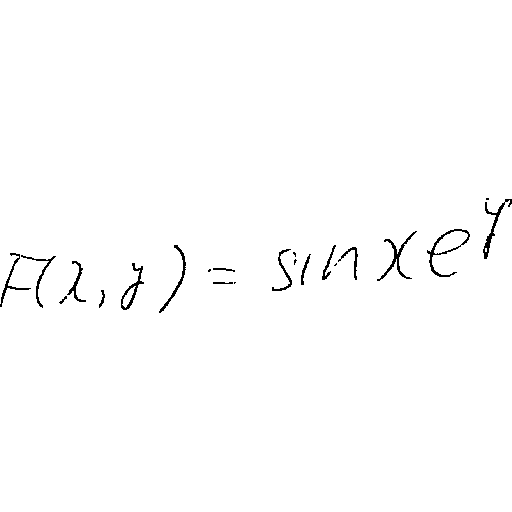 F(x,y) = sin x e^y